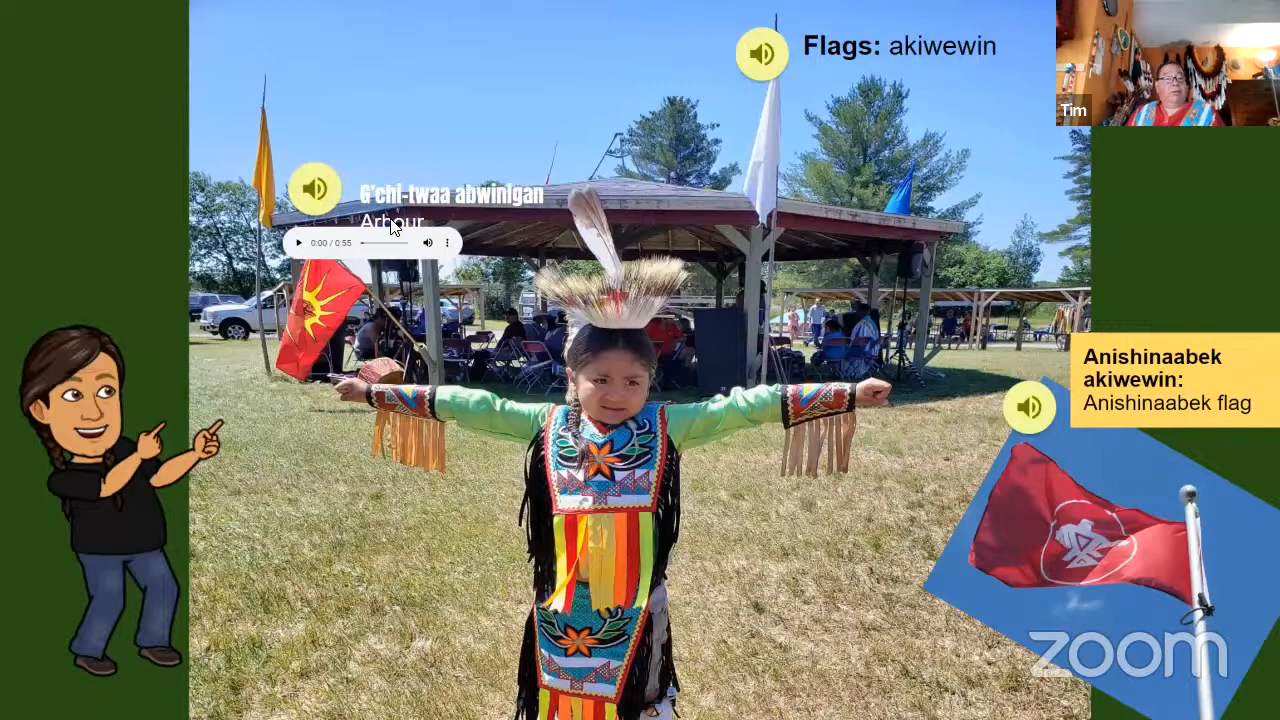 Flags: akiwewin
Tim
G'chi-twaa abwinigan
Arbour
0:00 / 0:55
Anishinaabek
akiwewin:
Anishinaabek flag
zoom